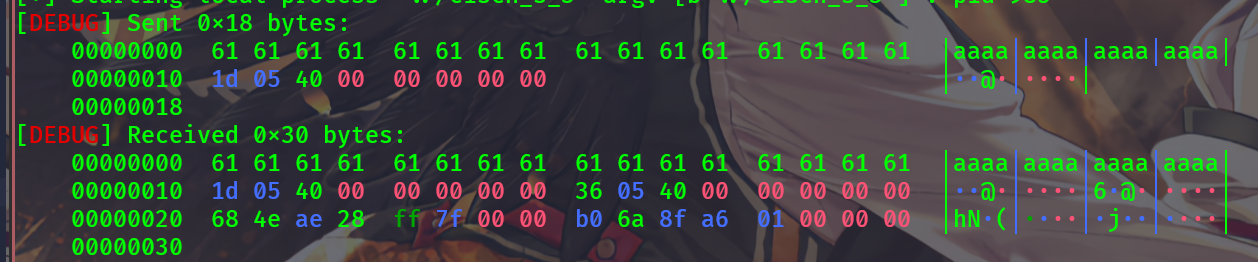 [DEBUG] Sent 0×18 bytes:
00000000 61 61 61 61 61 61 61 61 61 61 61 61 61 61 61 61 │aaaa│aaaa│aaaa│aaaa│
00000010 1d 05 40 00 00 00 00 00 │··@·│····│
00000018
[DEBUG] Received 0×30 bytes:
00000000 61 61 61 61 61 61 61 61 61 61 61 61 61 61 61 61 │aaaa│aaaa│aaaa│aaaa│
00000010 1d 05 40 00 00 00 00 00 36 05 40 00 00 00 00 00 │··@·│····│6·@·│····│
00000020 68 4e ae 28 ff 7f 00 00 b0 6a 8f a6 01 00 00 00 │hN·(│····│·j··│····│
00000030